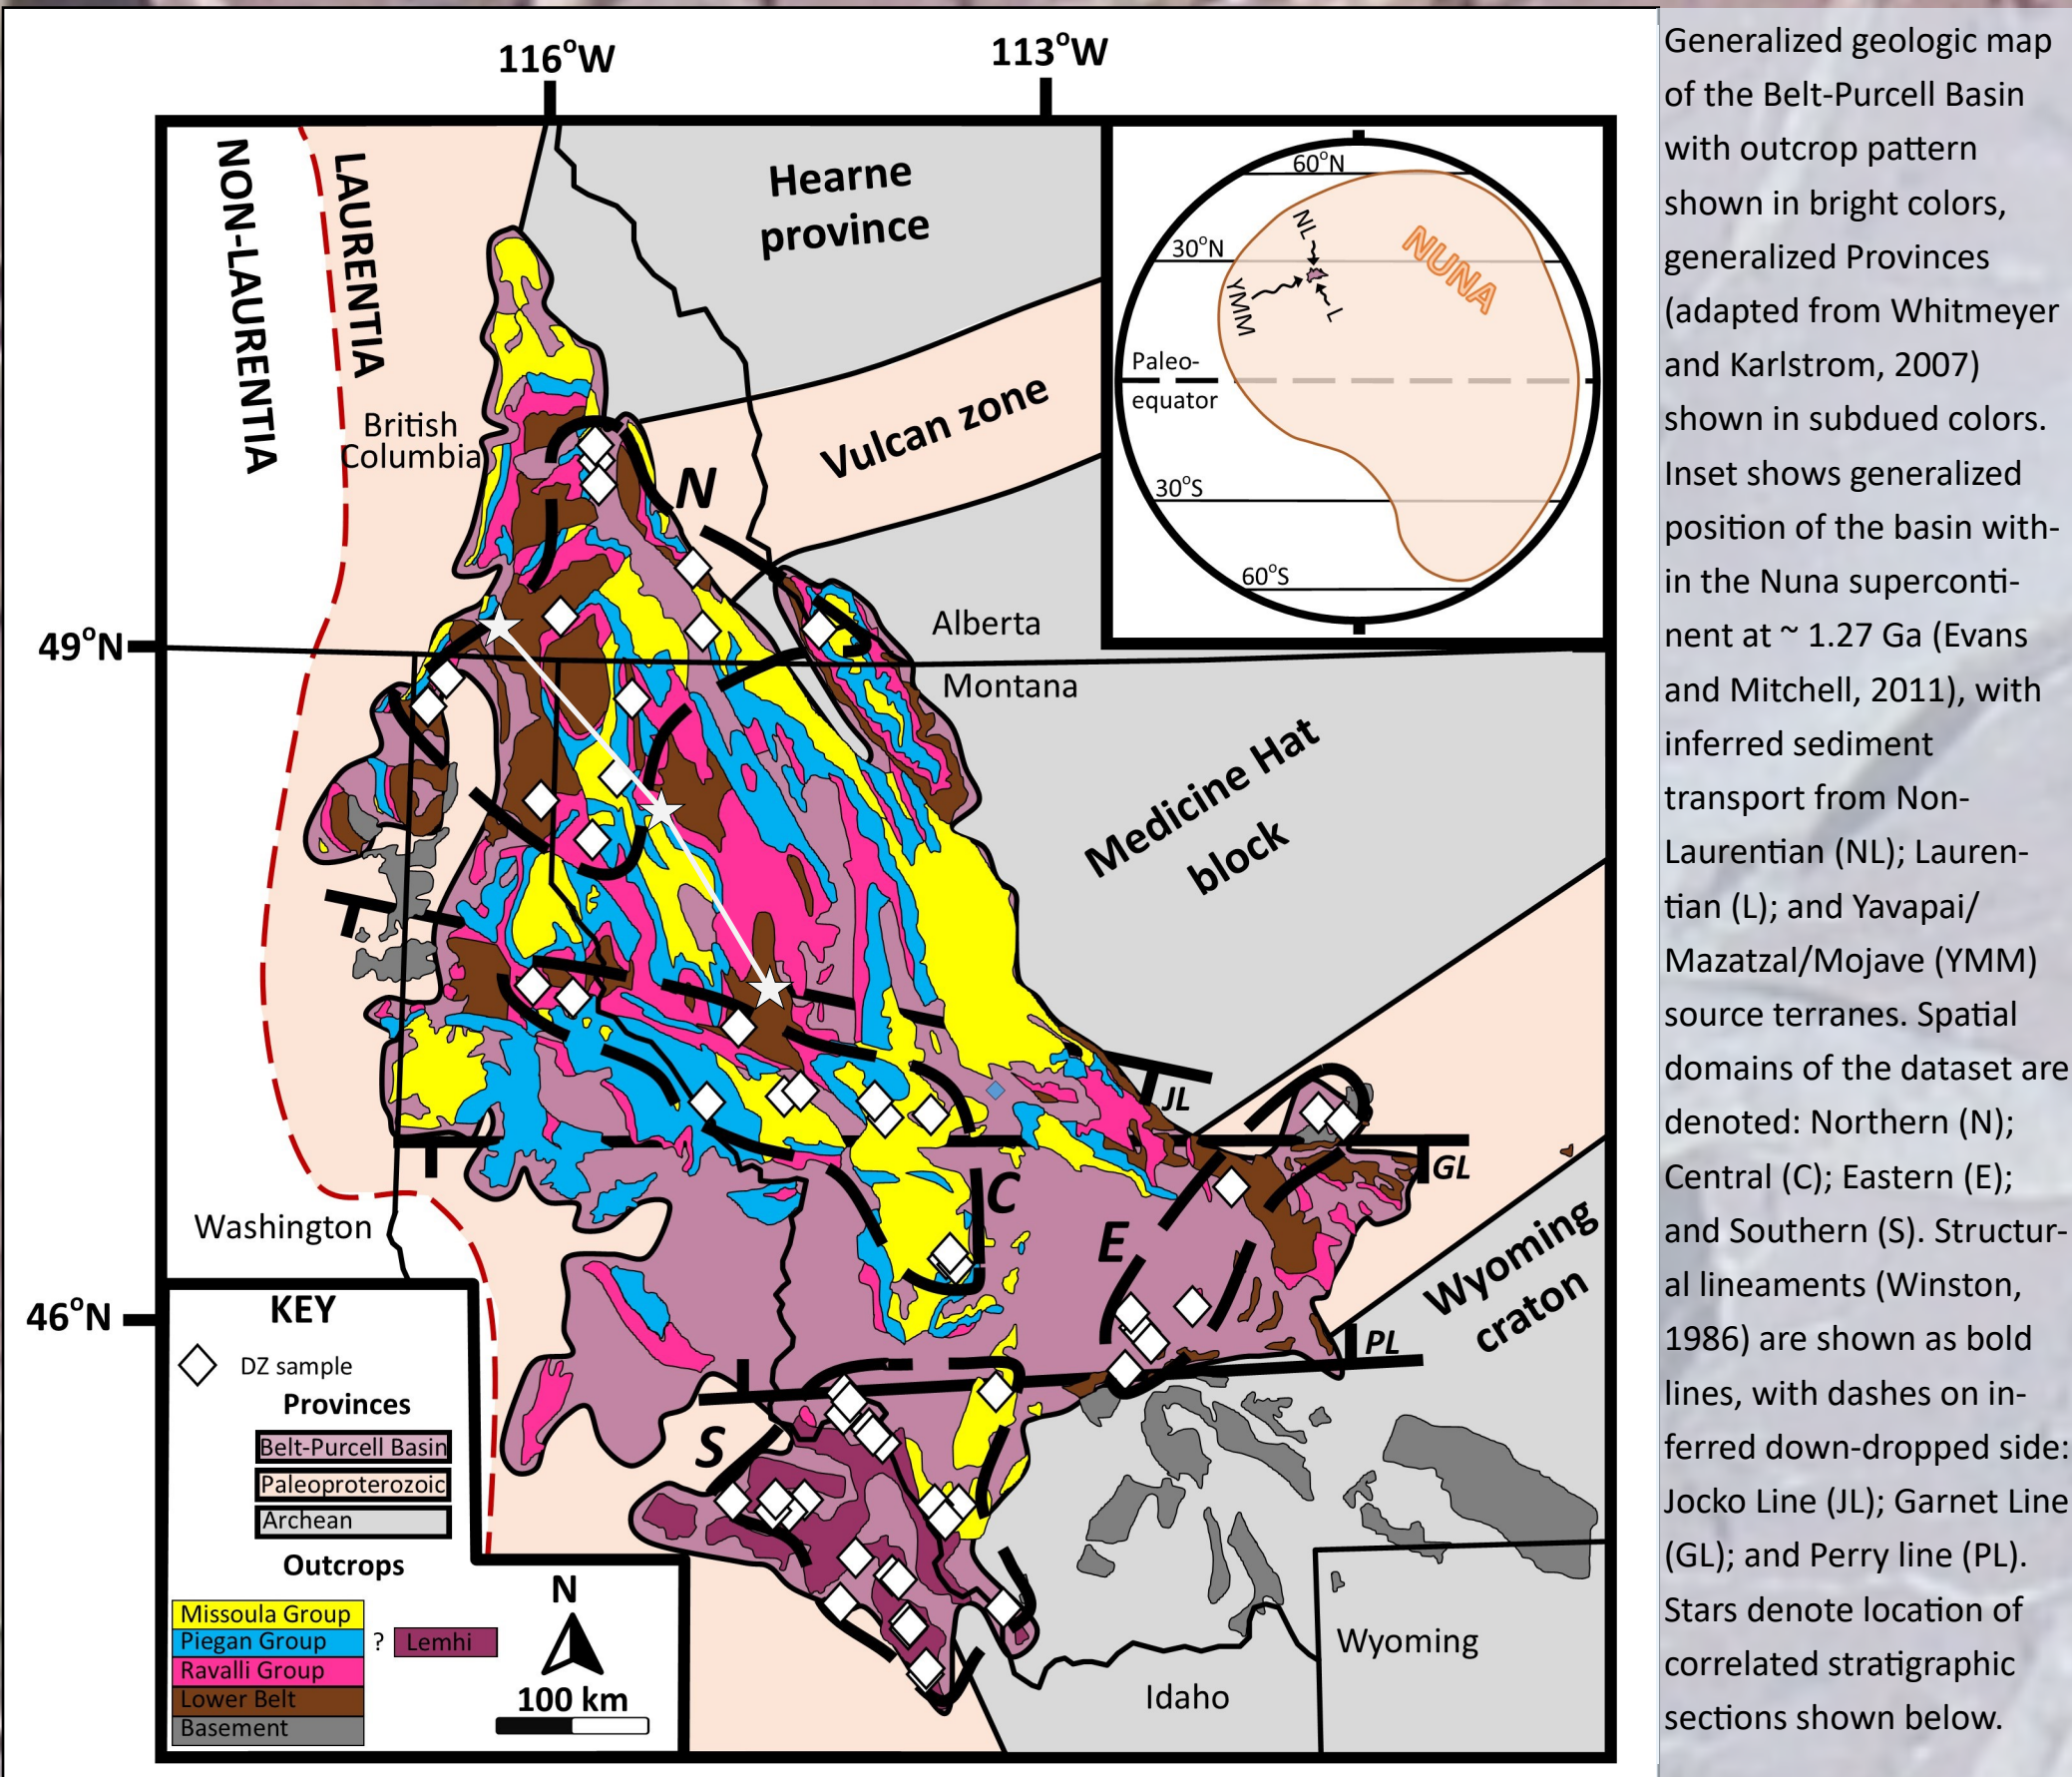 116°W
113°W
NON-LAURENTIA
LAURENTIA
Hearne
province
60°N
30°N
NL
YMM
L
NUNA
Paleo-
equator
30°S
60°S
British
Columbia
Vulcan zone
N
49°N
Alberta
Montana
Medicine Hat
block
JL
GL
C
E
Washington
Wyoming
craton
46°N
PL
S
KEY
DZ sample
Provinces
Belt-Purcell Basin
Paleoproterozoic
Archean
Outcrops
Missoula Group
Piegan Group
? Lemhi
Ravalli Group
Lower Belt
Basement
N
100 km
Idaho
Wyoming
Generalized geologic map
of the Belt-Purcell Basin
with outcrop pattern
shown in bright colors,
generalized Provinces
(adapted from Whitmeyer
and Karlstrom, 2007)
shown in subdued colors.
Inset shows generalized
position of the basin with-
in the Nuna superconti-
nent at ~ 1.27 Ga (Evans
and Mitchell, 2011), with
inferred sediment
transport from Non-
Laurentian (NL); Lauren-
tian (L); and Yavapai/
Mazatzal/Mojave (YMM)
source terranes. Spatial
domains of the dataset are
denoted: Northern (N);
Central (C); Eastern (E);
and Southern (S). Structur-
al lineaments (Winston,
1986) are shown as bold
lines, with dashes on in-
ferred down-dropped side:
Jocko Line (JL); Garnet Line
(GL); and Perry line (PL).
Stars denote location of
correlated stratigraphic
sections shown below.